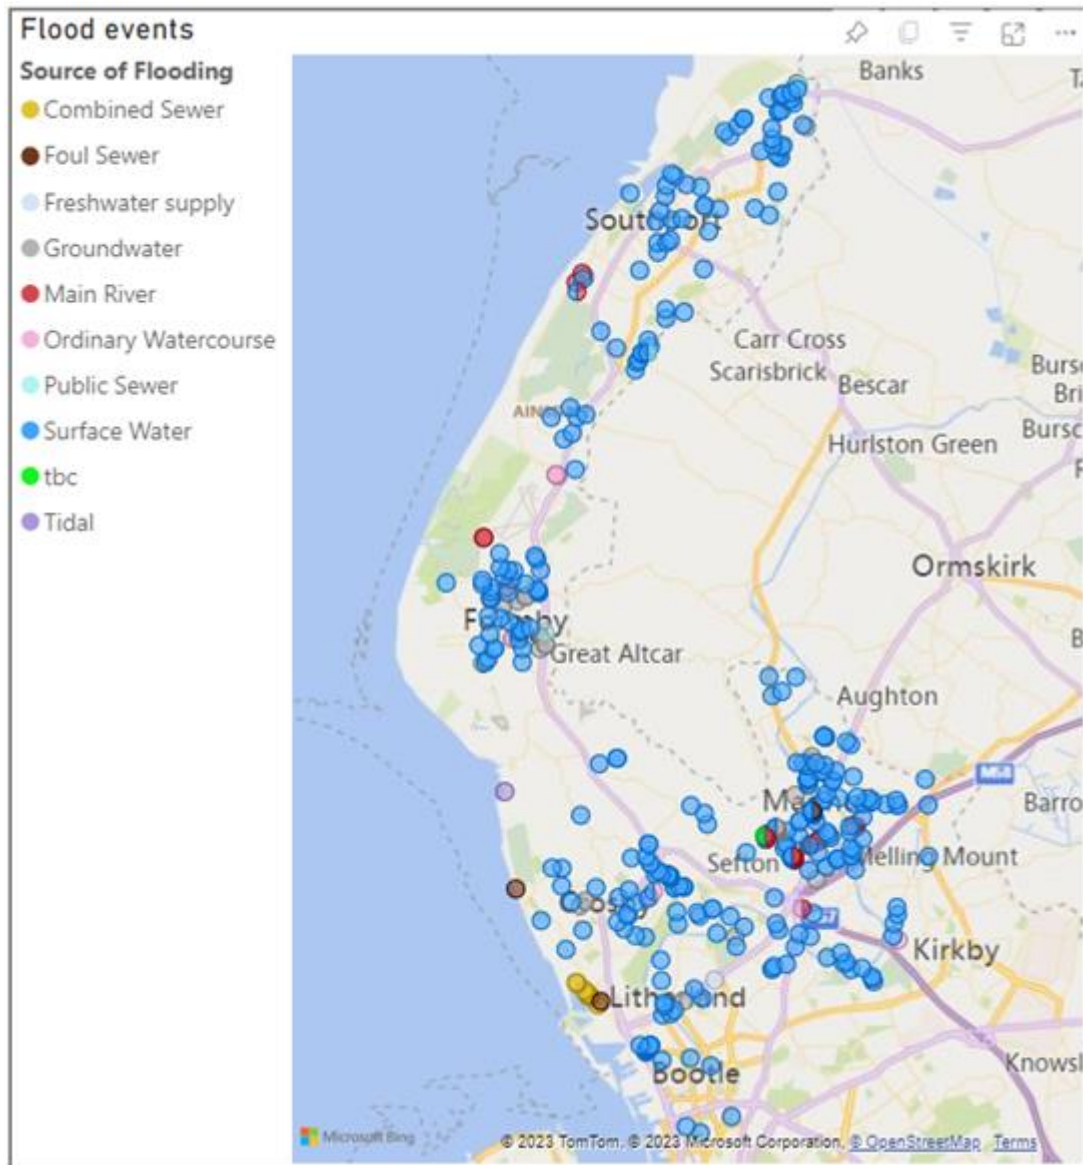 Flood events
Source of Flooding
Combined Sewer
Foul Sewer
Freshwater supply
Groundwater
Main River
Ordinary Watercourse
Public Sewer
Surface Water
tbc
Tidal
Banks
Carr Cross
Scarisbrick
Bescar
Hurlston Green
Ormskirk
Great Altcar
Aughton
Sefton
Melling Mount
Kirkby
Bootle
Microsoft Bing
© 2023 TomTom, © 2023 Microsoft Corporation, © OpenStreetMap Terms